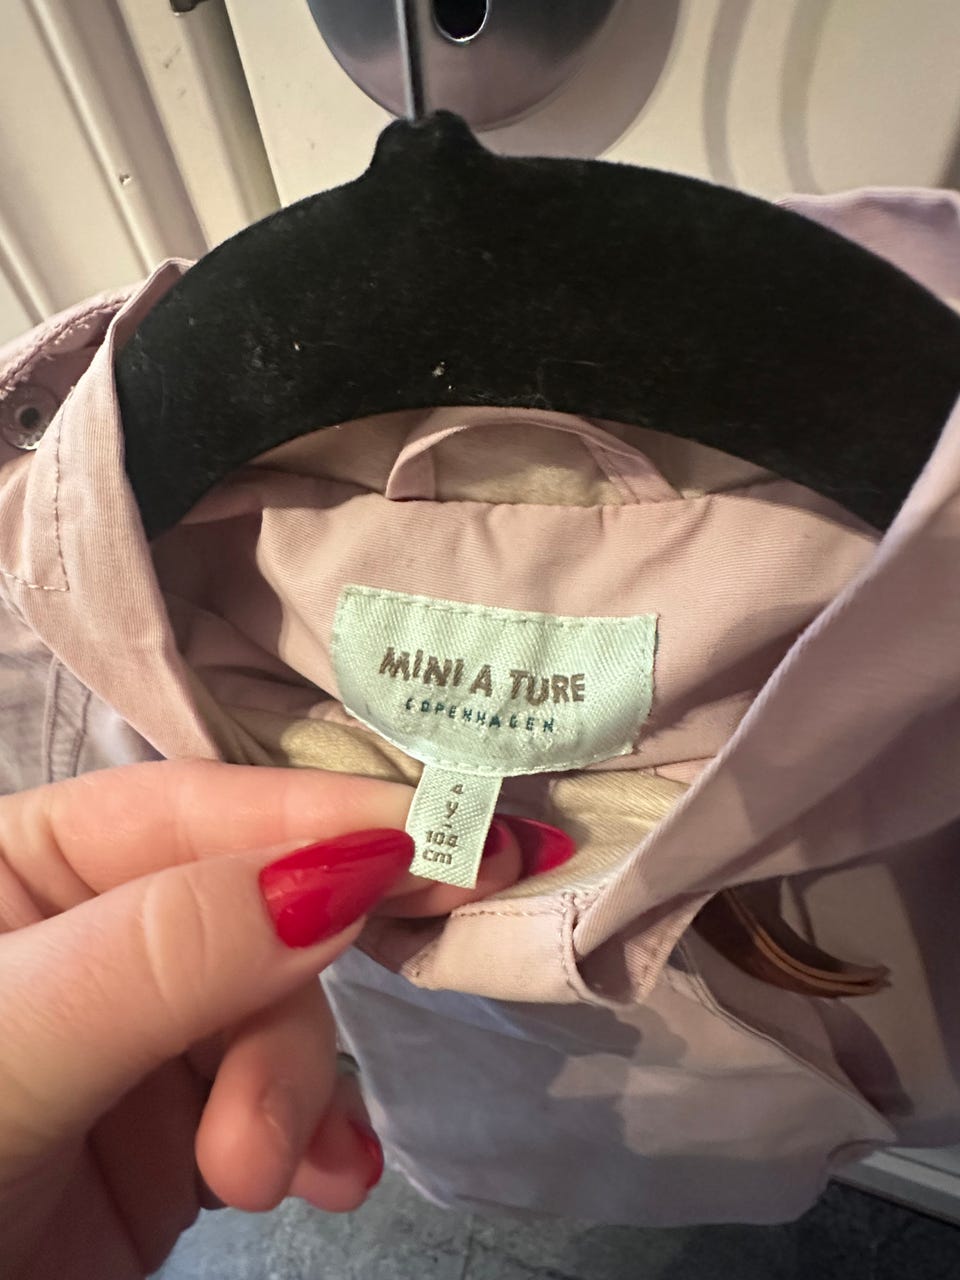 MINI A TURE
COPENHAGEN
4
y
-
104
cm